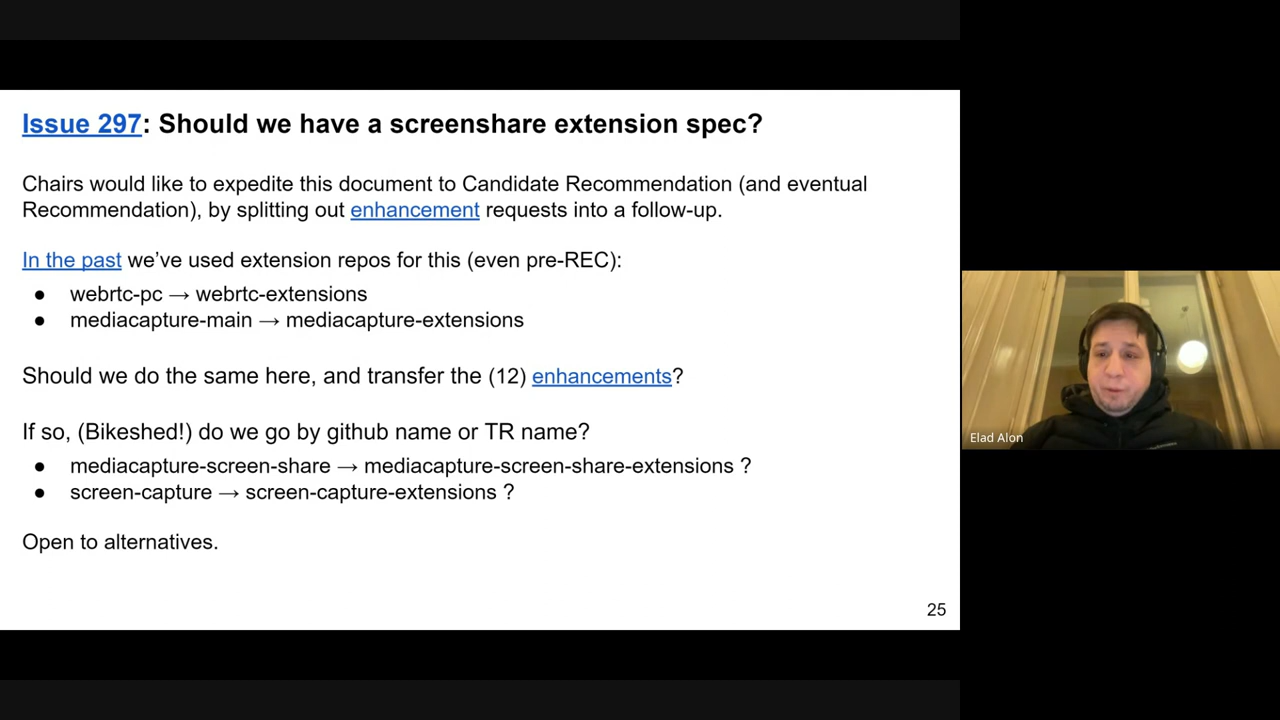 Issue 297: Should we have a screenshare extension spec?
Chairs would like to expedite this document to Candidate Recommendation (and eventual
Recommendation), by splitting out enhancement requests into a follow-up.
In the past we’ve used extension repos for this (even pre-REC):
● webrtc-pc → webrtc-extensions
● mediacapture-main → mediacapture-extensions
Should we do the same here, and transfer the (12) enhancements?
If so, (Bikeshed!) do we go by github name or TR name?
● mediacapture-screen-share → mediacapture-screen-share-extensions ?
● screen-capture → screen-capture-extensions ?
Open to alternatives.
25
Elad Alon